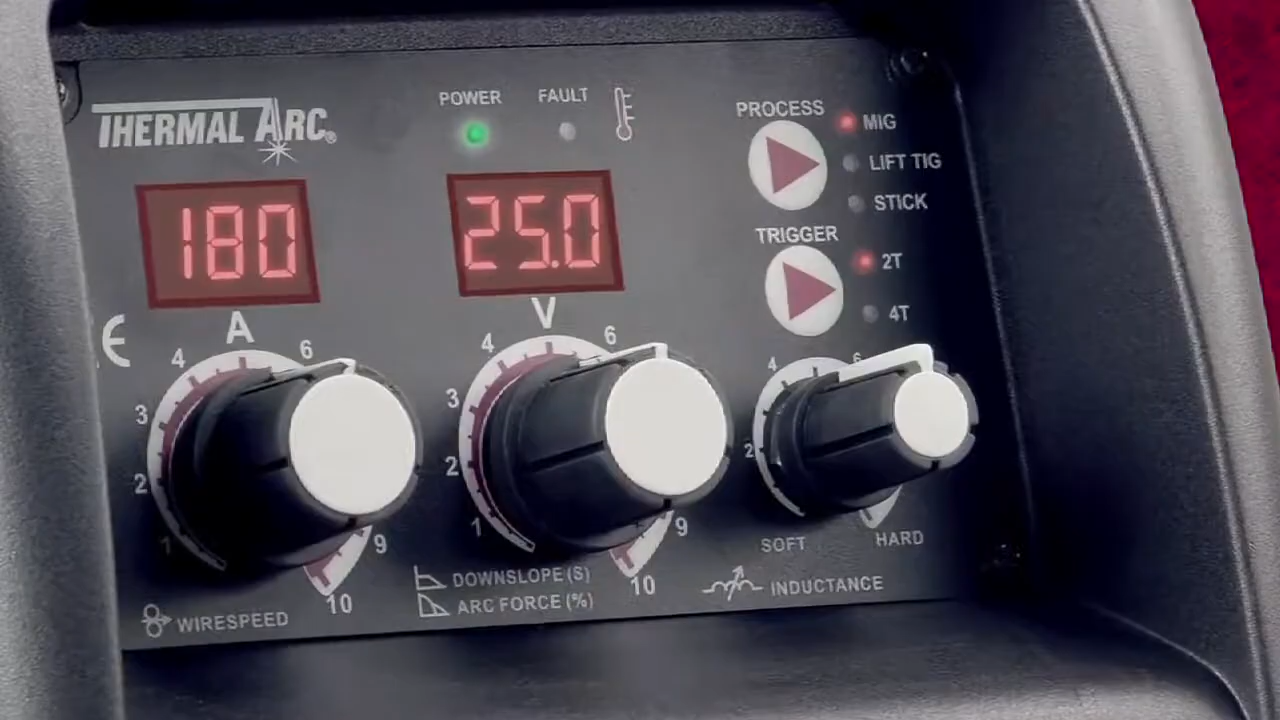 THERMAL ARC®
POWER
FAULT
PROCESS
MIG
LIFT TIG
STICK
TRIGGER
2T
4T
180
25.0
A
V
CE
1
2
3
4
6
9
10
WIRESPEED
1
2
3
4
6
9
10
DOWNSLOPE (S)
ARC FORCE (%)
2
4
6
SOFT
HARD
INDUCTANCE